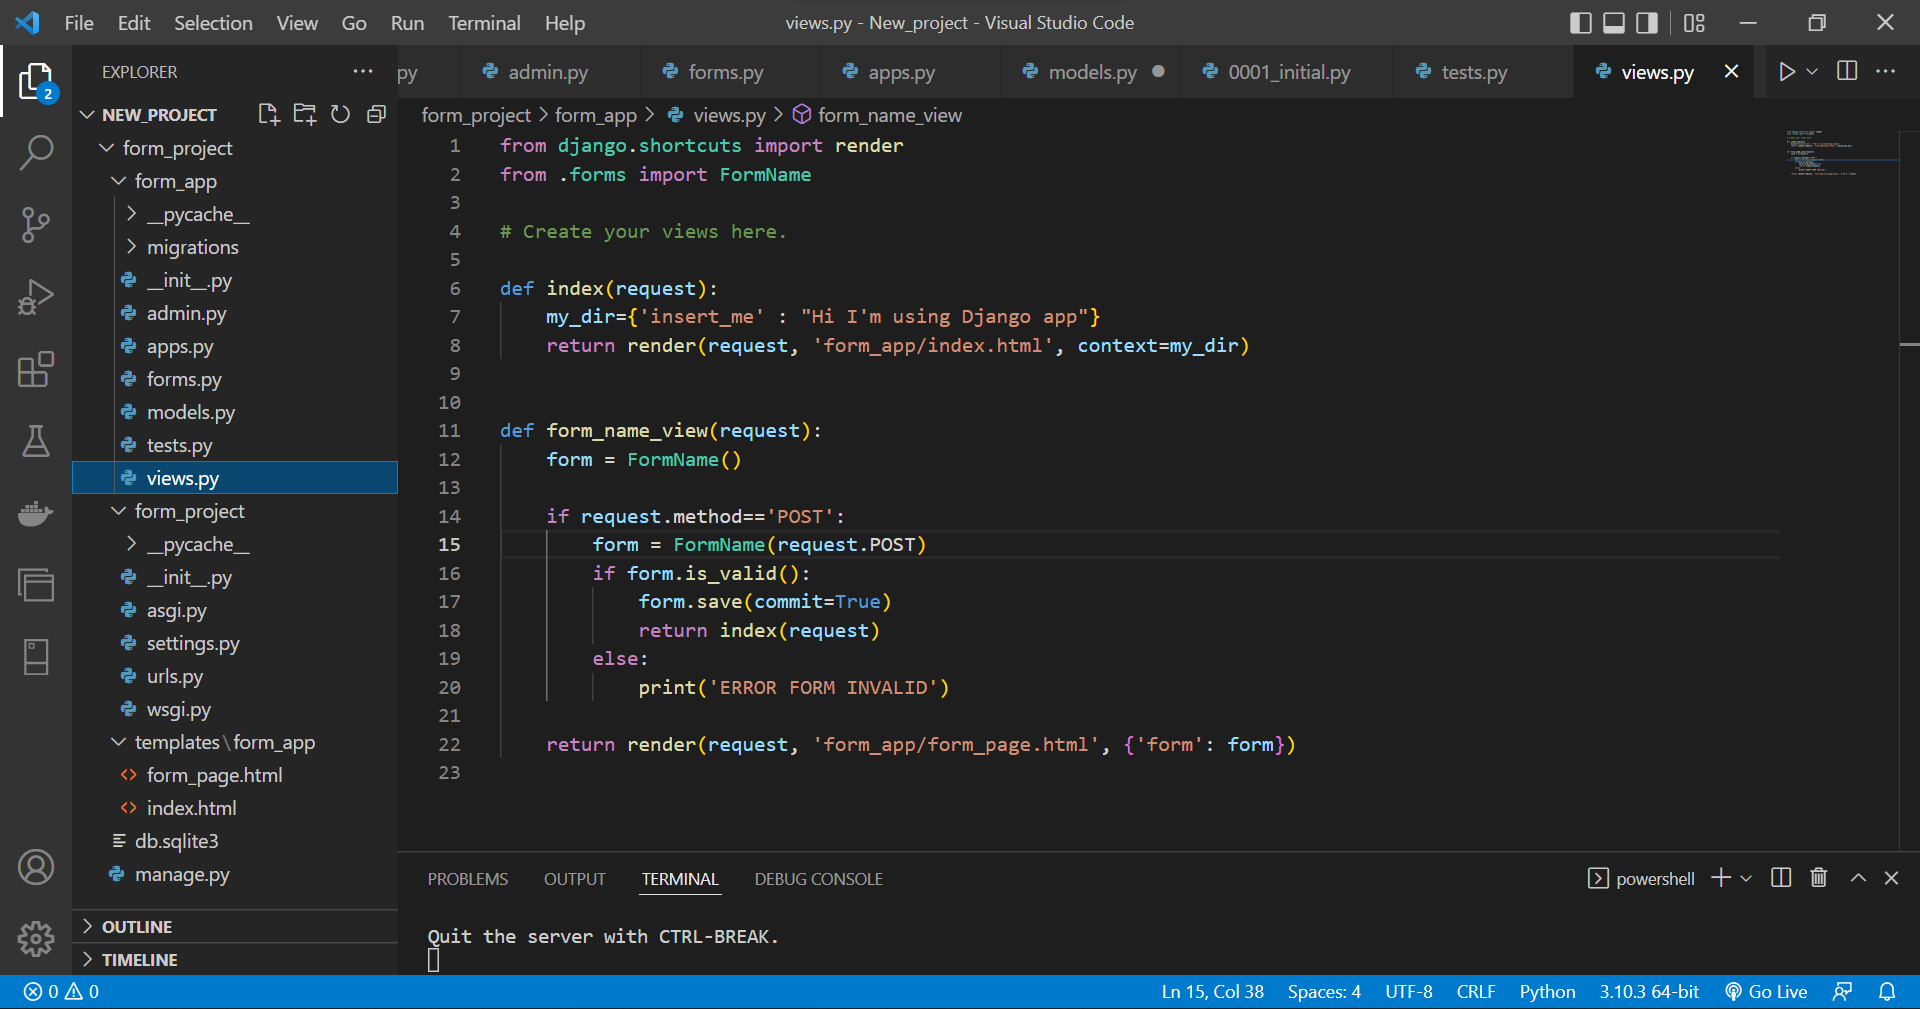 File Edit Selection View Go Run Terminal Help views.py - New_project - Visual Studio Code
2
EXPLORER
NEW_PROJECT
form_project
form_app
__pycache__
migrations
__init__.py
admin.py
apps.py
forms.py
models.py
tests.py
views.py
form_project
__pycache__
__init__.py
asgi.py
settings.py
urls.py
wsgi.py
templates\form_app
form_page.html
index.html
db.sqlite3
manage.py
OUTLINE
TIMELINE
py admin.py forms.py apps.py models.py 0001_initial.py tests.py views.py
form_project > form_app > views.py > form_name_view
1 from django.shortcuts import render
2 from .forms import FormName
3
4 # Create your views here.
5
6 def index(request):
7 my_dir={'insert_me' : "Hi I'm using Django app"}
8 return render(request, 'form_app/index.html', context=my_dir)
9
10
11 def form_name_view(request):
12 form = FormName()
13
14 if request.method=='POST':
15 form = FormName(request.POST)
16 if form.is_valid():
17 form.save(commit=True)
18 return index(request)
19 else:
20 print('ERROR FORM INVALID')
21
22 return render(request, 'form_app/form_page.html', {'form': form})
23
PROBLEMS OUTPUT TERMINAL DEBUG CONSOLE powershell
Quit the server with CTRL-BREAK.
0 0 Ln 15, Col 38 Spaces: 4 UTF-8 CRLF Python 3.10.3 64-bit Go Live